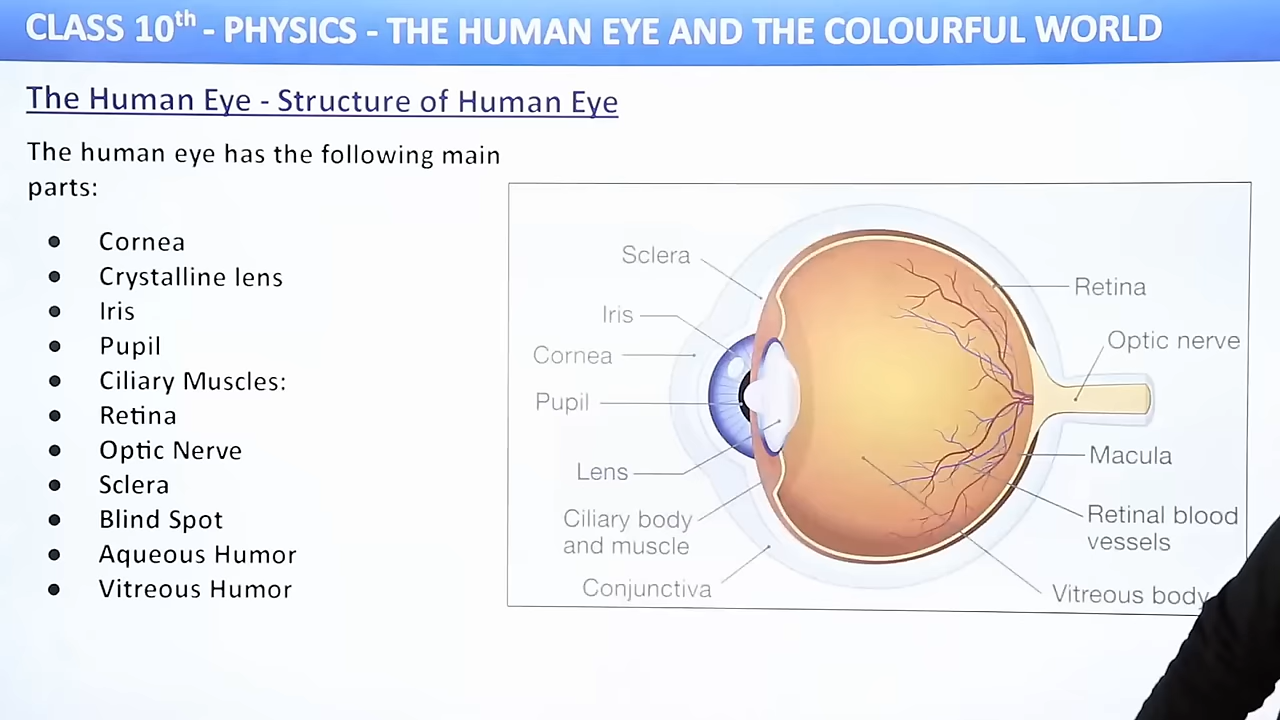 CLASS 10th - PHYSICS - THE HUMAN EYE AND THE COLOURFUL WORLD
The Human Eye - Structure of Human Eye
The human eye has the following main
parts:
● Cornea
● Crystalline lens
● Iris
● Pupil
● Ciliary Muscles:
● Retina
● Optic Nerve
● Sclera
● Blind Spot
● Aqueous Humor
● Vitreous Humor
Sclera
Iris
Cornea
Pupil
Lens
Ciliary body
and muscle
Conjunctiva
Retina
Optic nerve
Macula
Retinal blood
vessels
Vitreous body